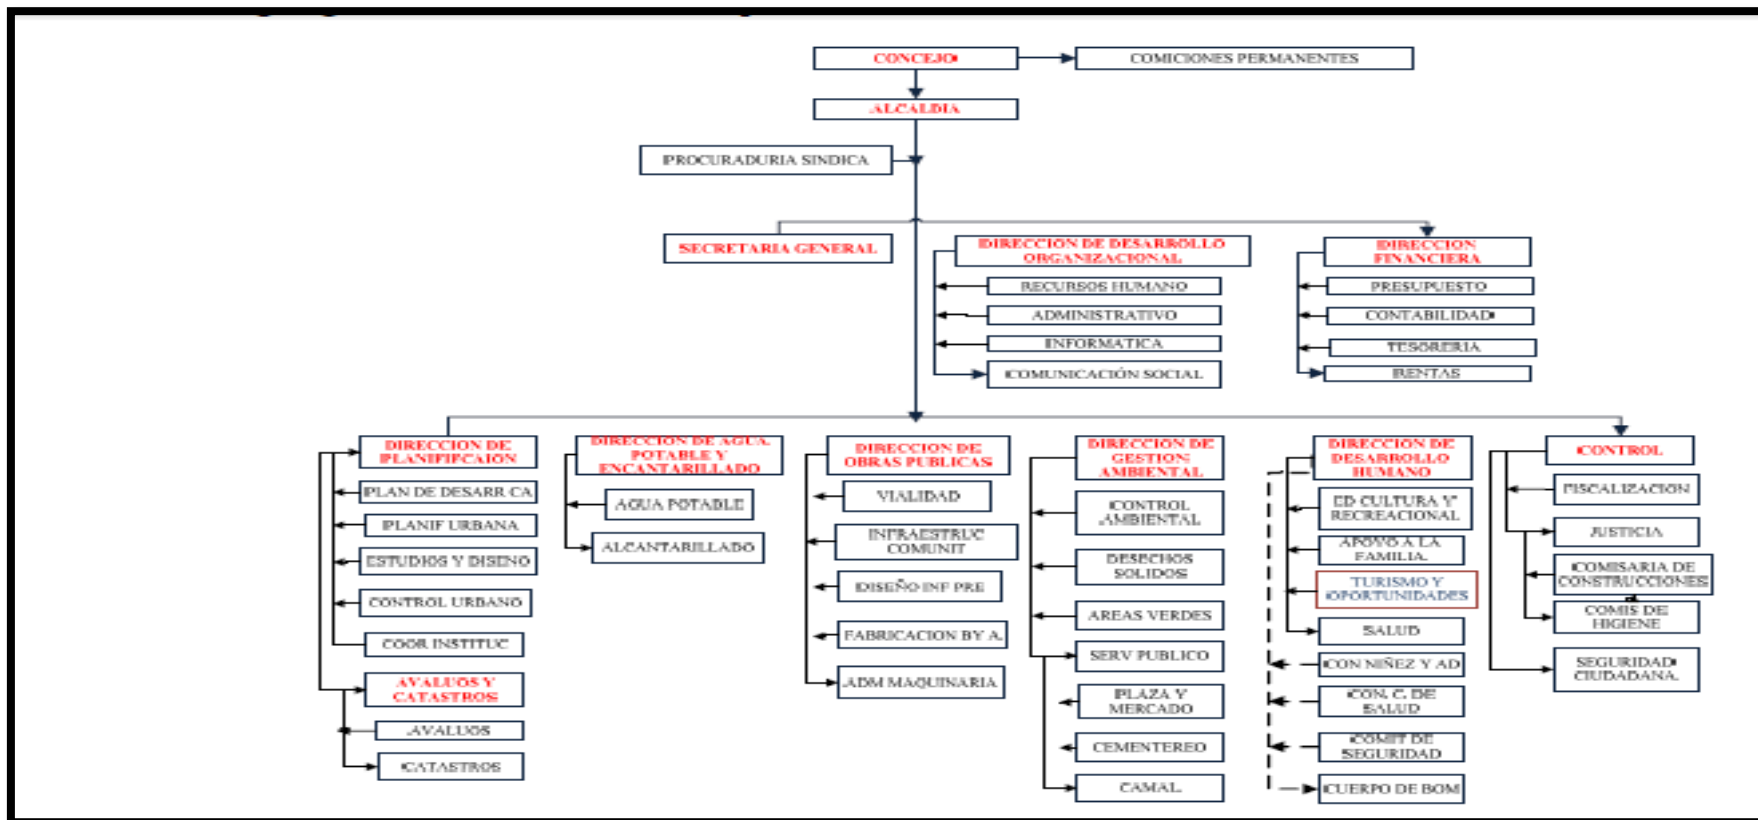 CONCEJO
COMICIONES PERMANENTES
ALCALDIA
PROCURADURIA SINDICA
SECRETARIA GENERAL
DIRECCION DE DESARROLLO
ORGANIZACIONAL
RECURSOS HUMANO
ADMINISTRATIVO
INFORMATICA
COMUNICACIÓN SOCIAL
DIRECCION
FINANCIERA
PRESUPUESTO
CONTABILIDAD
TESORERIA
RENTAS
DIRECCION DE
PLANIFIFCAION
PLAN DE DESARR CA
PLANIF URBANA
ESTUDIOS Y DISENO
CONTROL URBANO
COOR INSTITUC
AVALUOS Y
CATASTROS
AVALUOS
CATASTROS
DIRECCION DE AGUA
POTABLE Y
ENCANTARILLADO
AGUA POTABLE
ALCANTARILLADO
DIRECCION DE
OBRAS PUBLICAS
VIALIDAD
INFRAESTRUC
COMUNIT
DISEÑO INF PRE
FABRICACION BY A.
ADM MAQUINARIA
DIRECCION DE
GESTION
AMBIENTAL
CONTROL
AMBIENTAL
DESECHOS
SOLIDOS
AREAS VERDES
SERV PUBLICO
PLAZA Y
MERCADO
CEMENTEREO
CAMAL
DIRECCION DE
DESARROLLO
HUMANO
ED CULTURA Y
RECREACIONAL
APOYO A LA
FAMILIA.
TURISMO Y
OPORTUNIDADES
SALUD
CON NIÑEZ Y AD
CON. C. DE
SALUD
COMIT DE
SEGURIDAD
CUERPO DE BOM
CONTROL
FISCALIZACION
JUSTICIA
COMISARIA DE
CONSTRUCCIONES
COMIS DE
HIGIENE
SEGURIDAD
CIUDADANA.